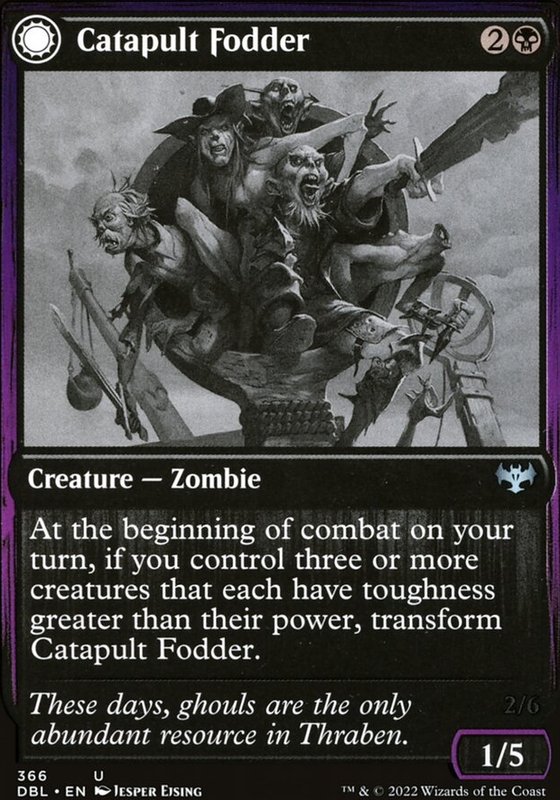 Catapult Fodder 2
Creature — Zombie
At the beginning of combat on your
turn, if you control three or more
creatures that each have toughness
greater than their power, transform
Catapult Fodder.
These days, ghouls are the only
abundant resource in Thraben.
2/6
1/5
366 U
DBL • EN Jesper Eising
™ & © 2022 Wizards of the Coast